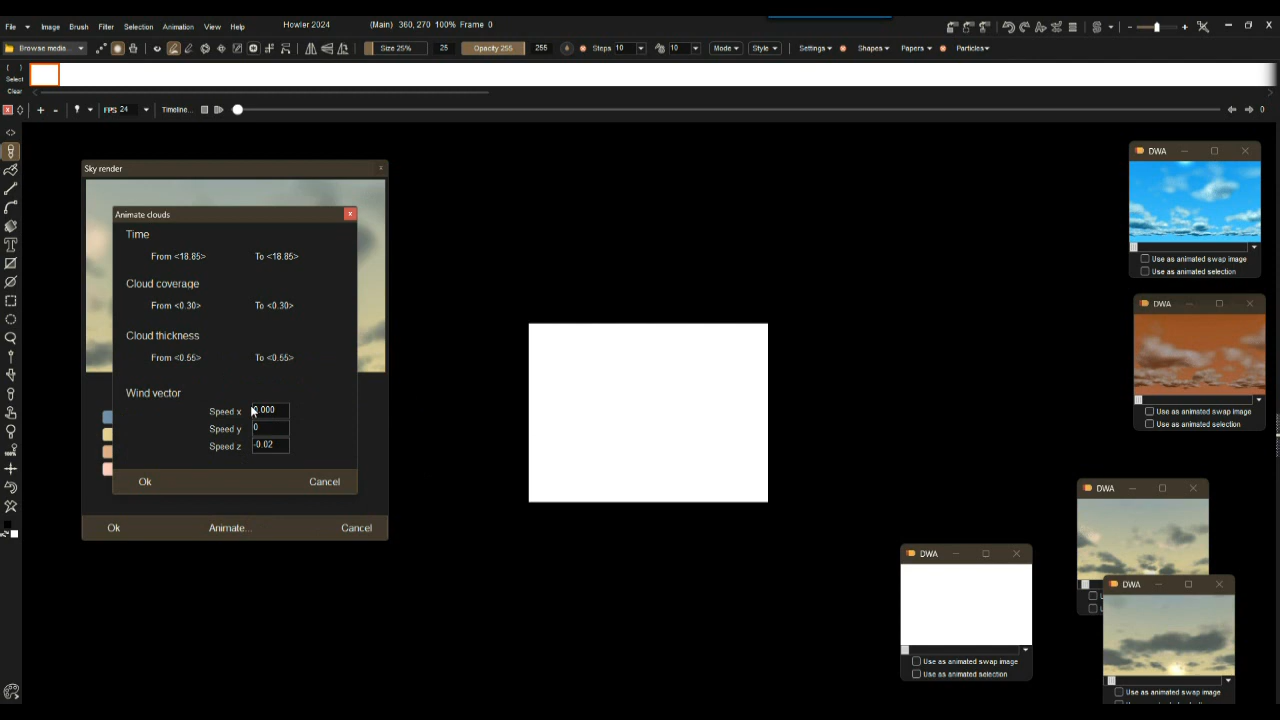 File Image Brush Filter Selection Animation View Help Howler 2024 (Main) 360, 270 100% Frame 0
Browse media... Size 25% 25 Opacity 255 255 Steps 10 10 Mode Style Settings Shapes Papers Particles
Select
Clear
FPS 24 Timeline... 0
Sky render
Animate clouds
Time
From <18.85> To <18.85>
Cloud coverage
From <0.30> To <0.30>
Cloud thickness
From <0.55> To <0.55>
Wind vector
Speed x .000
Speed y 0
Speed z -0.02
Ok Cancel
Ok Animate... Cancel
DWA
Use as animated swap image
Use as animated selection
DWA
Use as animated swap image
Use as animated selection
DWA
DWA
Use as animated swap image
DWA
Use as animated swap image
Use as animated selection
100%